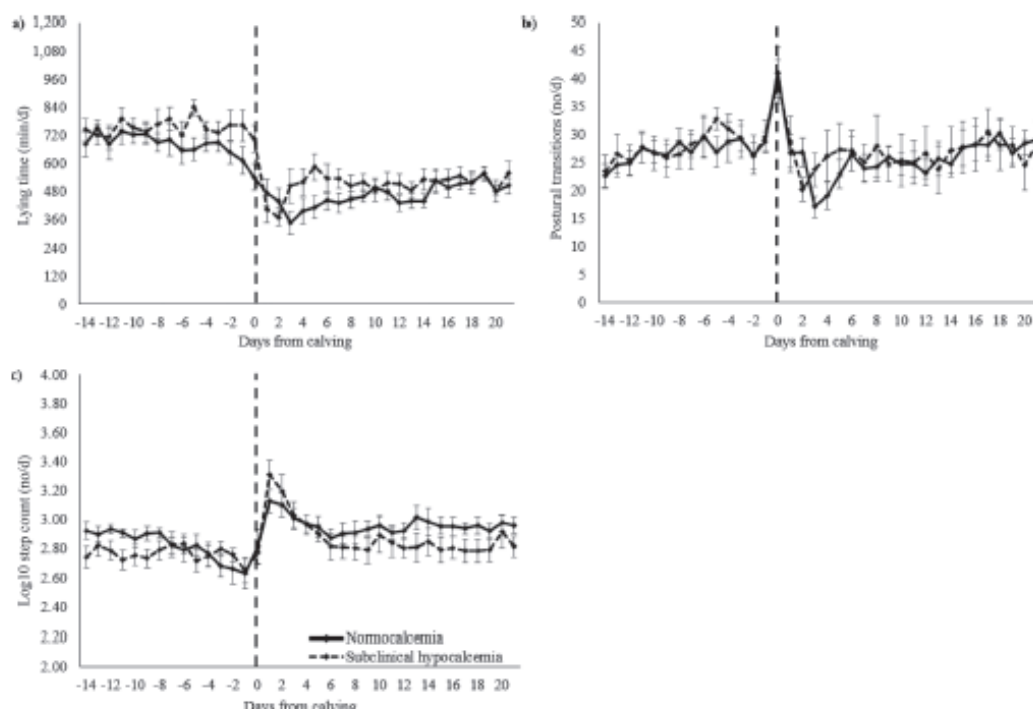 a)
1,200
1,080
960
840
720
600
480
360
240
120
0
Lying time (min/d)
-14 -12 -10 -8 -6 -4 -2 0 2 4 6 8 10 12 14 16 18 20
Days from calving
b)
50
45
40
35
30
25
20
15
10
5
0
Postural transitions (no/d)
-14 -12 -10 -8 -6 -4 -2 0 2 4 6 8 10 12 14 16 18 20
Days from calving
c)
4.00
3.80
3.60
3.40
3.20
3.00
2.80
2.60
2.40
2.20
2.00
Log10 step count (no/d)
Normocalcemia
Subclinical hypocalcemia
-14 -12 -10 -8 -6 -4 -2 0 2 4 6 8 10 12 14 16 18 20
Days from calving